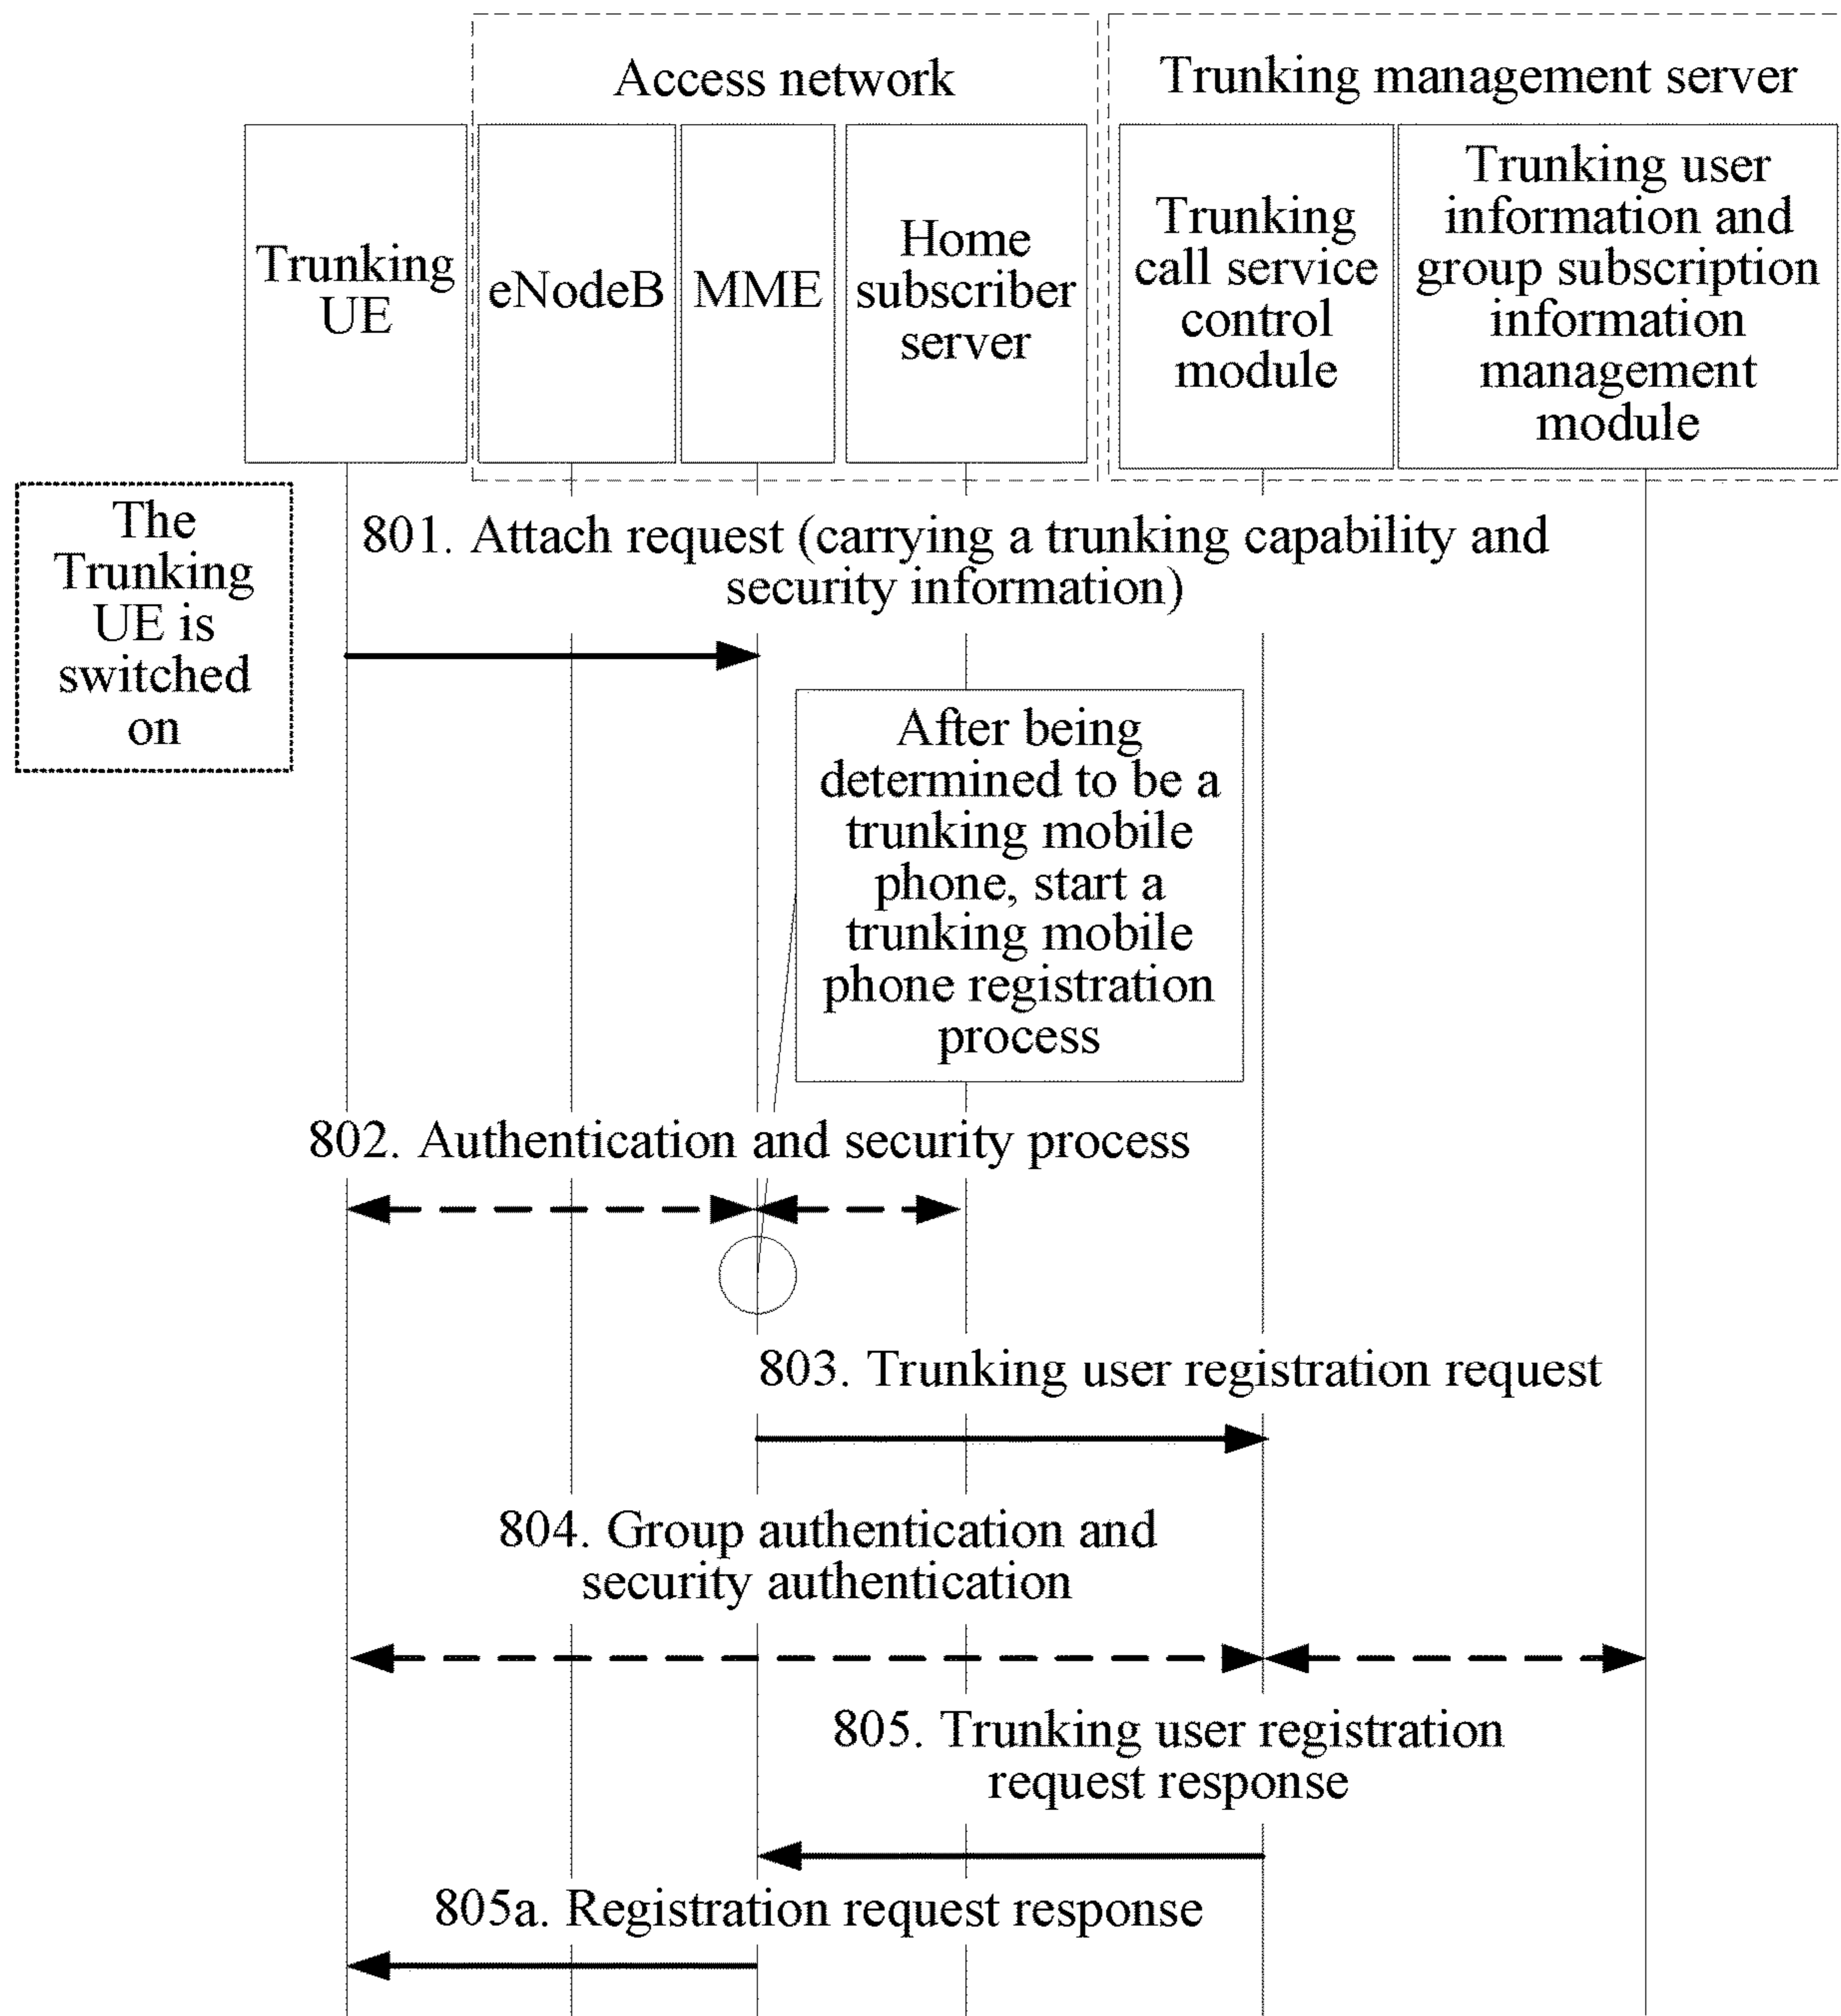 Access network
Trunking management server
Trunking
UE
eNodeB
MME
Home
subscriber
server
Trunking
call service
control
module
Trunking user
information and
group subscription
information
management
module
The
Trunking
UE is
switched
on
801. Attach request (carrying a trunking capability and
security information)
After being
determined to be a
trunking mobile
phone, start a
trunking mobile
phone registration
process
802. Authentication and security process
803. Trunking user registration request
804. Group authentication and
security authentication
805. Trunking user registration
request response
805a. Registration request response